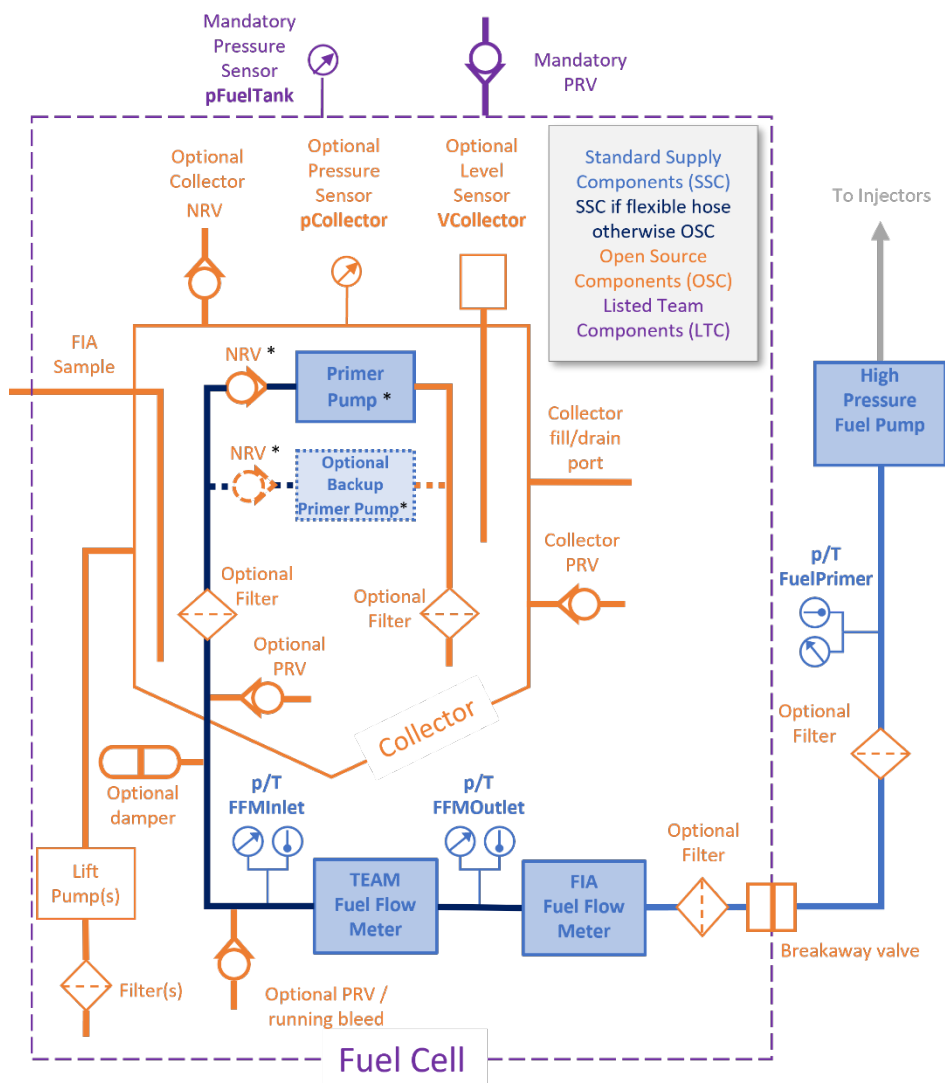 Mandatory
Pressure
Sensor
pFuelTank
Mandatory
PRV
Optional
Collector
NRV
Optional
Pressure
Sensor
pCollector
Optional
Level
Sensor
VCollector
Standard Supply
Components (SSC)
SSC if flexible hose
otherwise OSC
Open Source
Components (OSC)
Listed Team
Components (LTC)
To Injectors
FIA
Sample
NRV *
Primer
Pump *
NRV *
Optional
Backup
Primer Pump*
Collector
fill/drain
port
High
Pressure
Fuel Pump
Optional
Filter
Optional
Filter
Collector
PRV
p/T
FuelPrimer
Optional
PRV
Collector
Optional
Filter
Optional
damper
p/T
FFMInlet
p/T
FFMOutlet
Optional
Filter
Lift
Pump(s)
TEAM
Fuel Flow
Meter
FIA
Fuel Flow
Meter
Breakaway valve
Filter(s)
Optional PRV /
running bleed
Fuel Cell